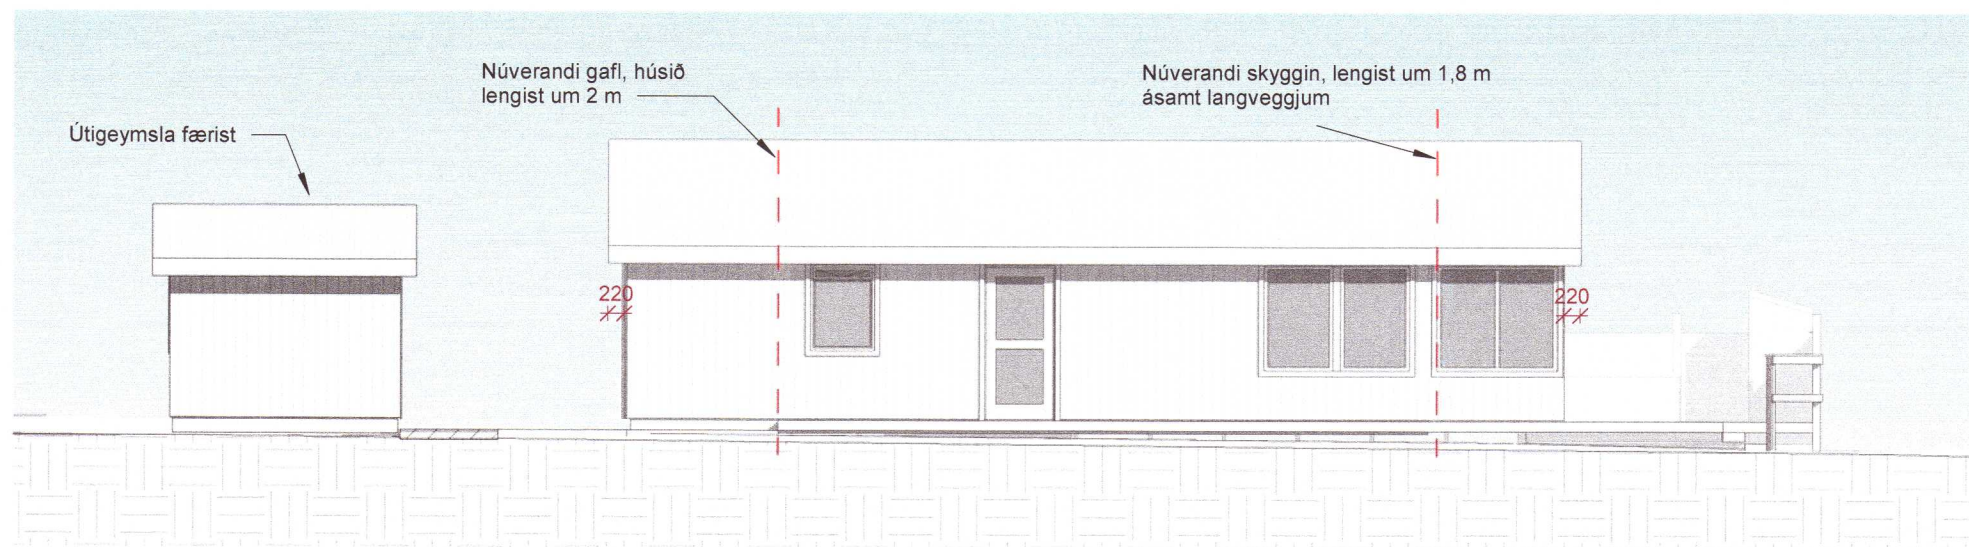 Núverandi gafl, húsið
lengist um 2 m
Núverandi skyggin, lengist um 1,8 m
ásamt langveggjum
Útigeymsla færist
220
220